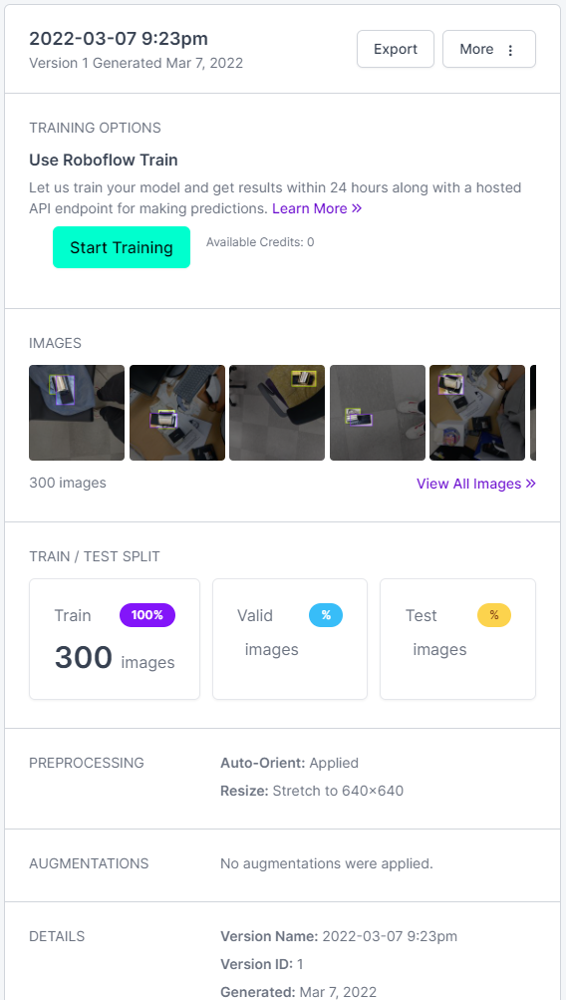 2022-03-07 9:23pm
Version 1 Generated Mar 7, 2022
Export
More
TRAINING OPTIONS
Use Roboflow Train
Let us train your model and get results within 24 hours along with a hosted
API endpoint for making predictions. Learn More »
Start Training
Available Credits: 0
IMAGES
300 images
View All Images »
TRAIN / TEST SPLIT
Train 100%
300 images
Valid %
images
Test %
images
PREPROCESSING
Auto-Orient: Applied
Resize: Stretch to 640×640
AUGMENTATIONS
No augmentations were applied.
DETAILS
Version Name: 2022-03-07 9:23pm
Version ID: 1
Generated: Mar 7, 2022